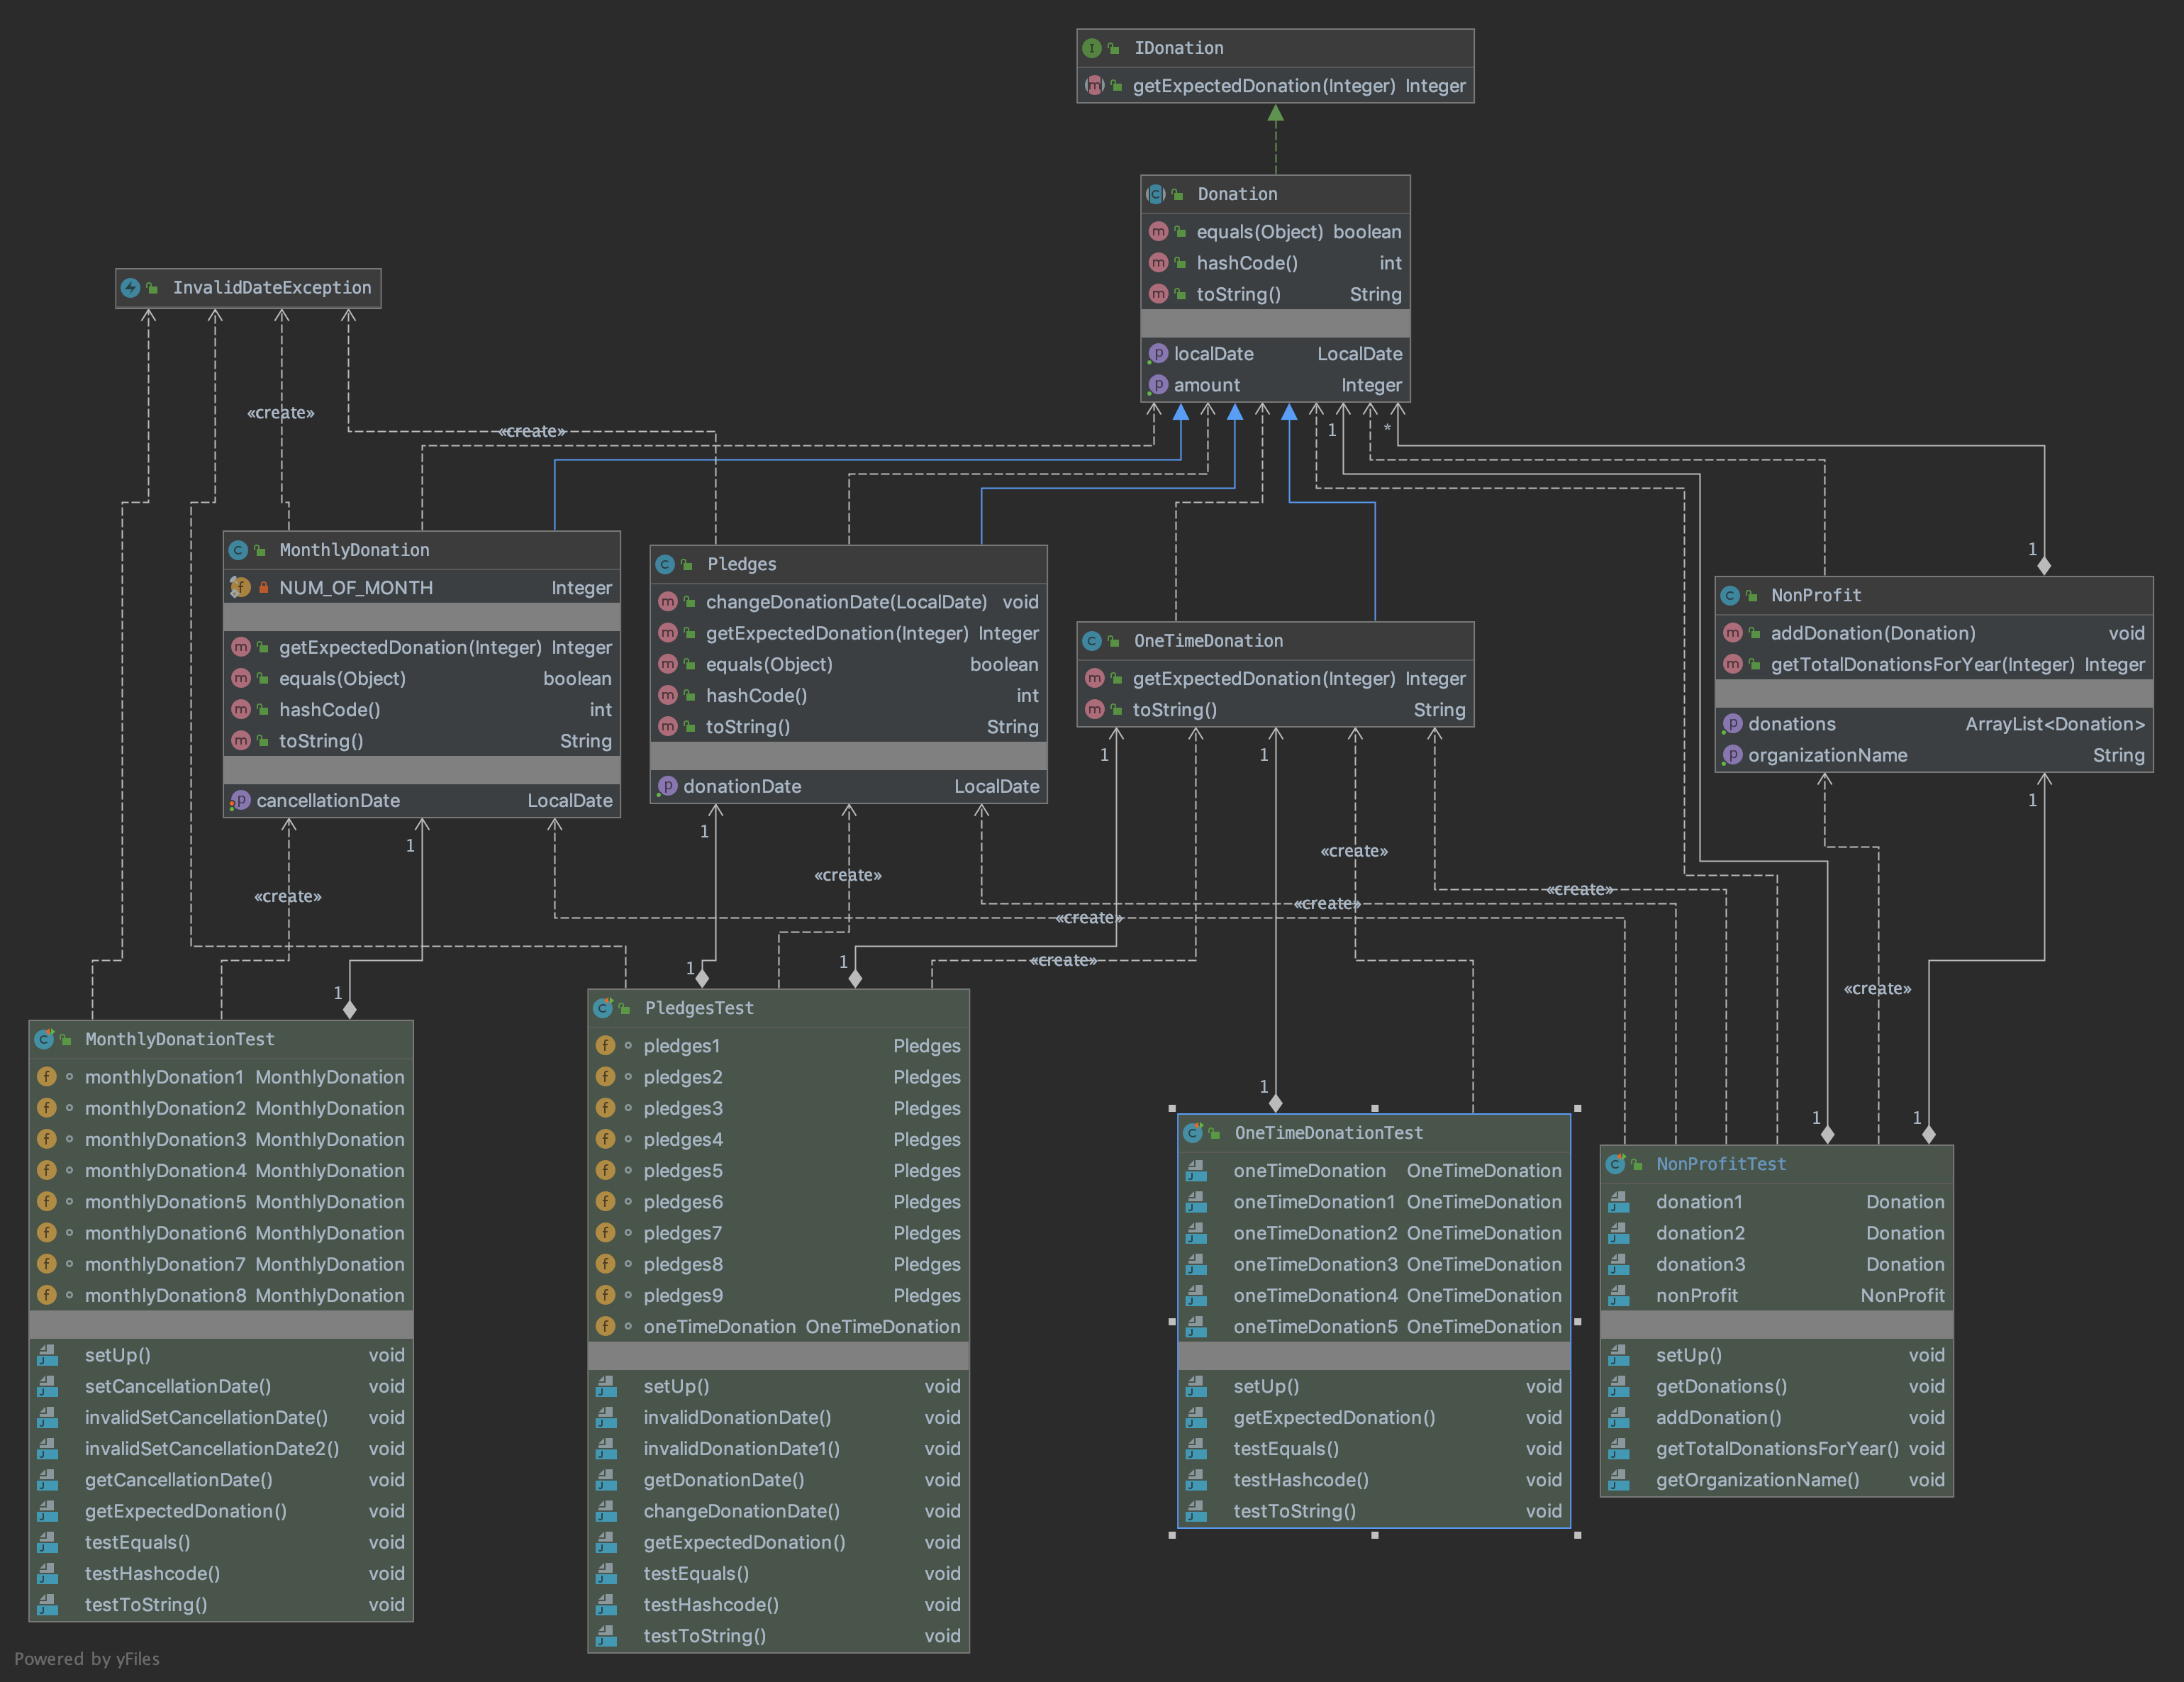 IDonation
getExpectedDonation(Integer) Integer
Donation
equals(Object) boolean
hashCode() int
toString() String
localDate LocalDate
amount Integer
1
*
InvalidDateException
«create»
«create»
MonthlyDonation
NUM_OF_MONTH Integer
getExpectedDonation(Integer) Integer
equals(Object) boolean
hashCode() int
toString() String
cancellationDate LocalDate
Pledges
changeDonationDate(LocalDate) void
getExpectedDonation(Integer) Integer
equals(Object) boolean
hashCode() int
toString() String
donationDate LocalDate
OneTimeDonation
getExpectedDonation(Integer) Integer
toString() String
1
NonProfit
addDonation(Donation) void
getTotalDonationsForYear(Integer) Integer
donations ArrayList<Donation>
organizationName String
1
1
1
1
1
«create»
«create»
«create»
«create»
«create»
«create»
«create»
«create»
1
1
1
1
1
1
MonthlyDonationTest
monthlyDonation1 MonthlyDonation
monthlyDonation2 MonthlyDonation
monthlyDonation3 MonthlyDonation
monthlyDonation4 MonthlyDonation
monthlyDonation5 MonthlyDonation
monthlyDonation6 MonthlyDonation
monthlyDonation7 MonthlyDonation
monthlyDonation8 MonthlyDonation
setUp() void
setCancellationDate() void
invalidSetCancellationDate() void
invalidSetCancellationDate2() void
getCancellationDate() void
getExpectedDonation() void
testEquals() void
testHashcode() void
testToString() void
PledgesTest
pledges1 Pledges
pledges2 Pledges
pledges3 Pledges
pledges4 Pledges
pledges5 Pledges
pledges6 Pledges
pledges7 Pledges
pledges8 Pledges
pledges9 Pledges
oneTimeDonation OneTimeDonation
setUp() void
invalidDonationDate() void
invalidDonationDate1() void
getDonationDate() void
changeDonationDate() void
getExpectedDonation() void
testEquals() void
testHashcode() void
testToString() void
OneTimeDonationTest
oneTimeDonation OneTimeDonation
oneTimeDonation1 OneTimeDonation
oneTimeDonation2 OneTimeDonation
oneTimeDonation3 OneTimeDonation
oneTimeDonation4 OneTimeDonation
oneTimeDonation5 OneTimeDonation
setUp() void
getExpectedDonation() void
testEquals() void
testHashcode() void
testToString() void
NonProfitTest
donation1 Donation
donation2 Donation
donation3 Donation
nonProfit NonProfit
setUp() void
getDonations() void
addDonation() void
getTotalDonationsForYear() void
getOrganizationName() void
Powered by yFiles